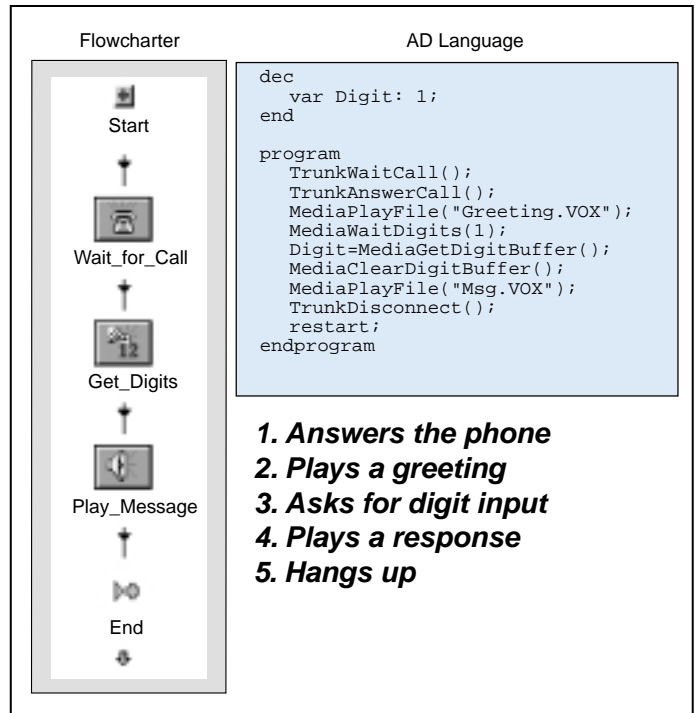 Flowcharter
Start
Wait_for_Call
12
Get_Digits
Play_Message
End
AD Language
dec
var Digit: 1;
end
program
TrunkWaitCall();
TrunkAnswerCall();
MediaPlayFile("Greeting.VOX");
MediaWaitDigits(1);
Digit=MediaGetDigitBuffer();
MediaClearDigitBuffer();
MediaPlayFile("Msg.VOX");
TrunkDisconnect();
restart;
endprogram
1. Answers the phone
2. Plays a greeting
3. Asks for digit input
4. Plays a response
5. Hangs up